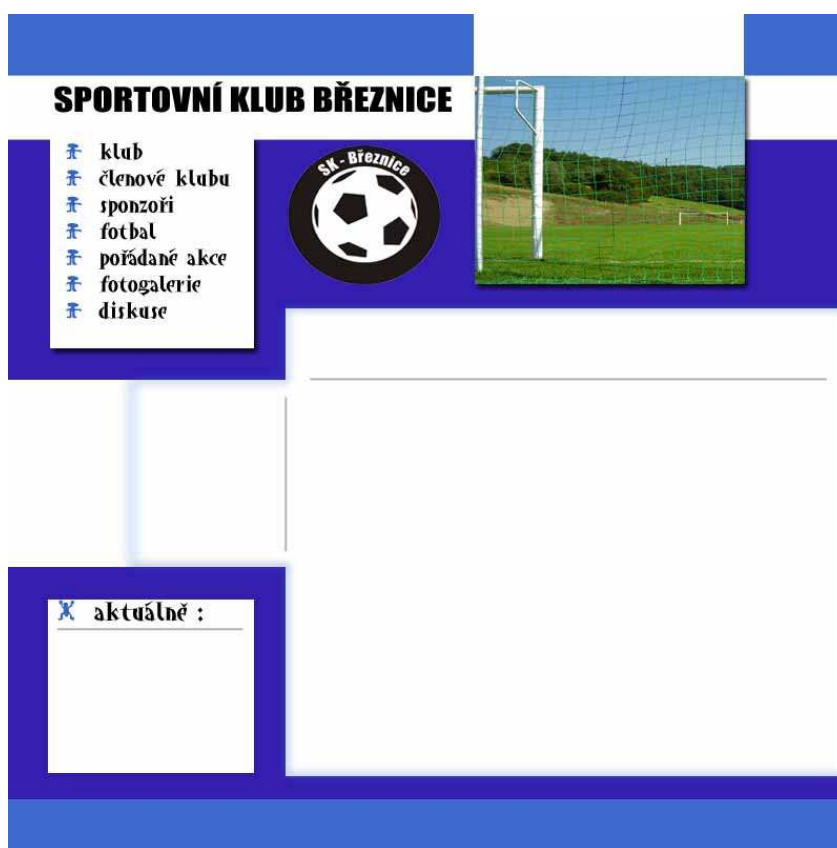 SPORTOVNÍ KLUB BŘEZNICE
klub
členové klubu
sponzoři
fotbal
pořádané akce
fotogalerie
diskuse
SK - Březnice
aktuálně :